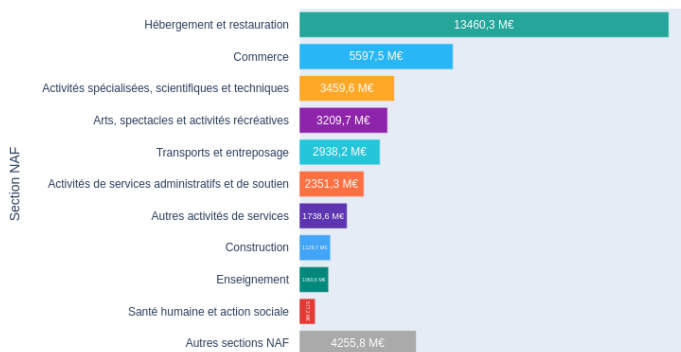 Section NAF
Hébergement et restauration 13460,3 M€
Commerce 5597,5 M€
Activités spécialisées, scientifiques et techniques 3459,6 M€
Arts, spectacles et activités récréatives 3209,7 M€
Transports et entreposage 2938,2 M€
Activités de services administratifs et de soutien 2351,3 M€
Autres activités de services 1738,6 M€
Construction
Enseignement
Santé humaine et action sociale
Autres sections NAF 4255,8 M€